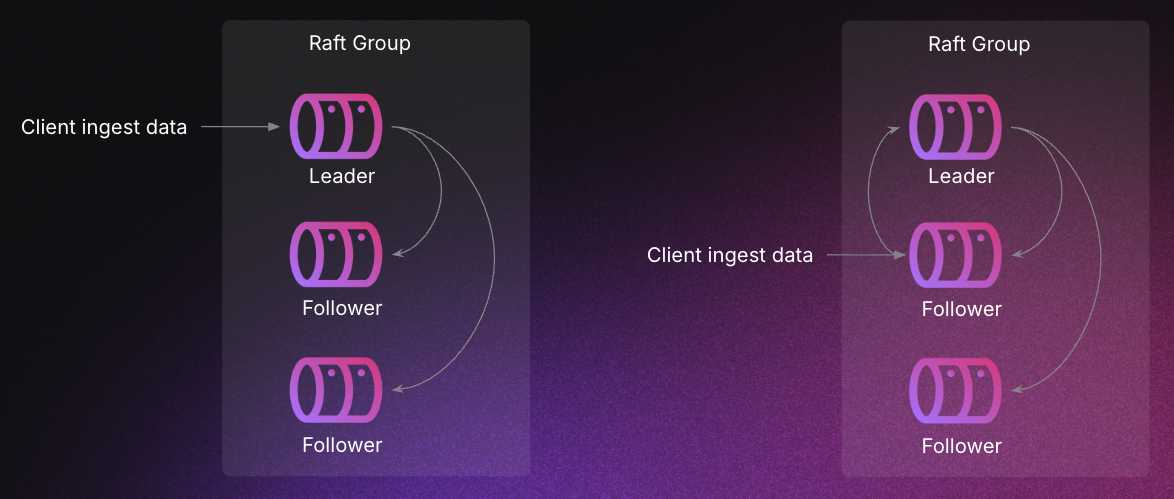 Raft Group
Client ingest data
Leader
Follower
Follower
Raft Group
Leader
Client ingest data
Follower
Follower